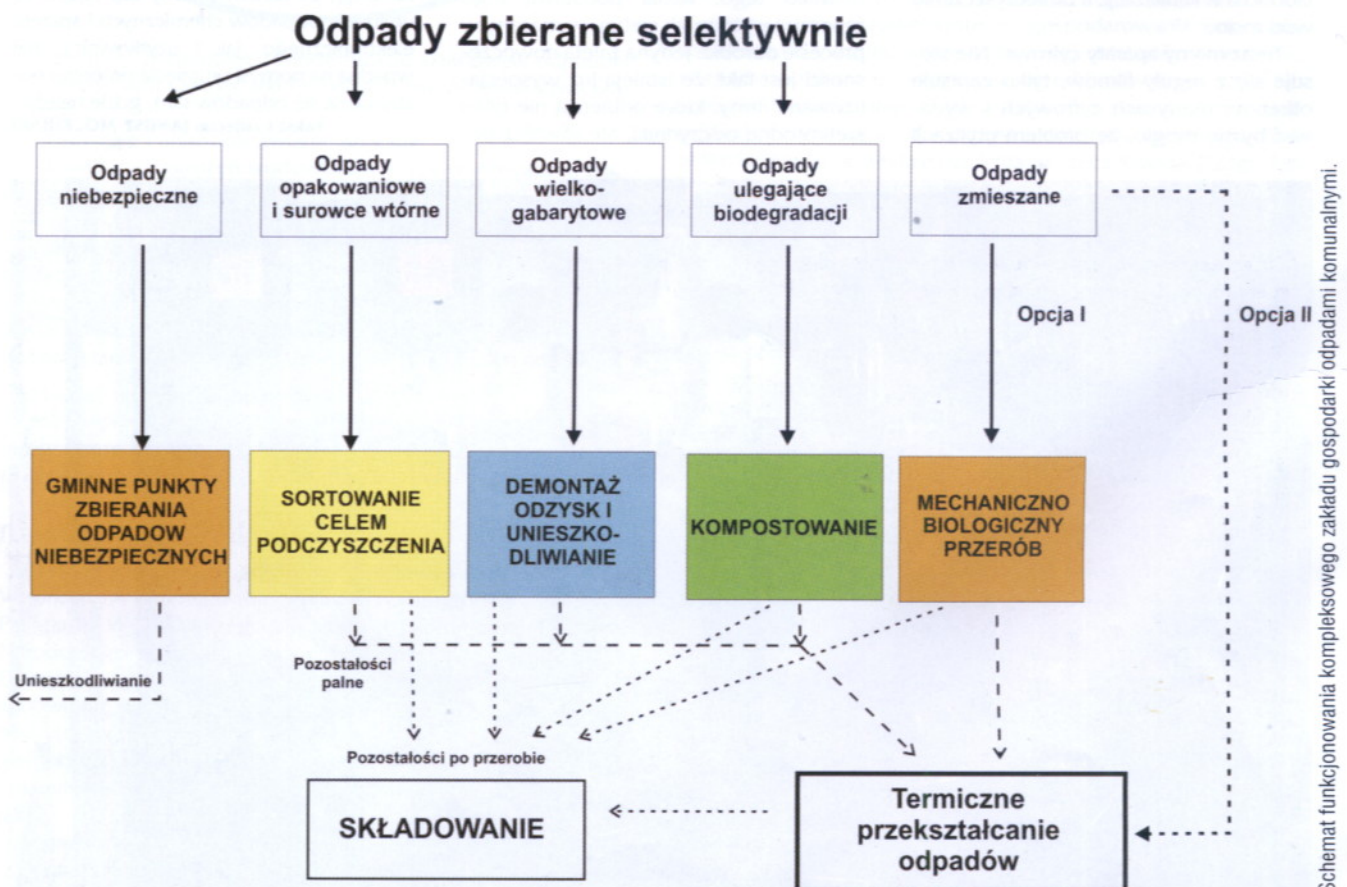 Odpady zbierane selektywnie
Odpady
niebezpieczne
Odpady
opakowaniowe
i surowce wtórne
Odpady
wielko-
gabarytowe
Odpady
ulegające
biodegradacji
Odpady
zmieszane
Opcja I
Opcja II
GMINNE PUNKTY
ZBIERANIA
ODPADOW
NIEBEZPIECZNYCH
SORTOWANIE
CELEM
PODCZYSZCZENIA
DEMONTAŻ
ODZYSK I
UNIESZKO-
DLIWIANIE
KOMPOSTOWANIE
MECHANICZNO
BIOLOGICZNY
PRZERÓB
Unieszkodliwianie
Pozostałości
palne
Pozostałości po przerobie
SKŁADOWANIE
Termiczne
przekształcanie
odpadów
Schemat funkcjonowania kompleksowego zakładu gospodarki odpadami komunalnymi.